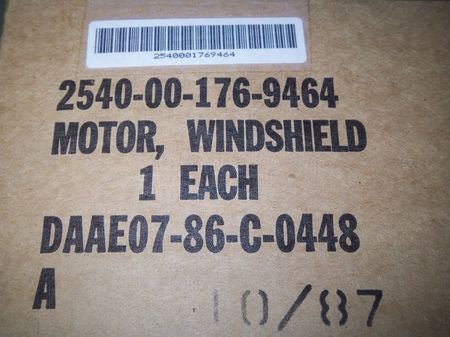 2540001769464
2540-00-176-9464
MOTOR, WINDSHIELD
1 EACH
DAAE07-86-C-0448
A 10/87